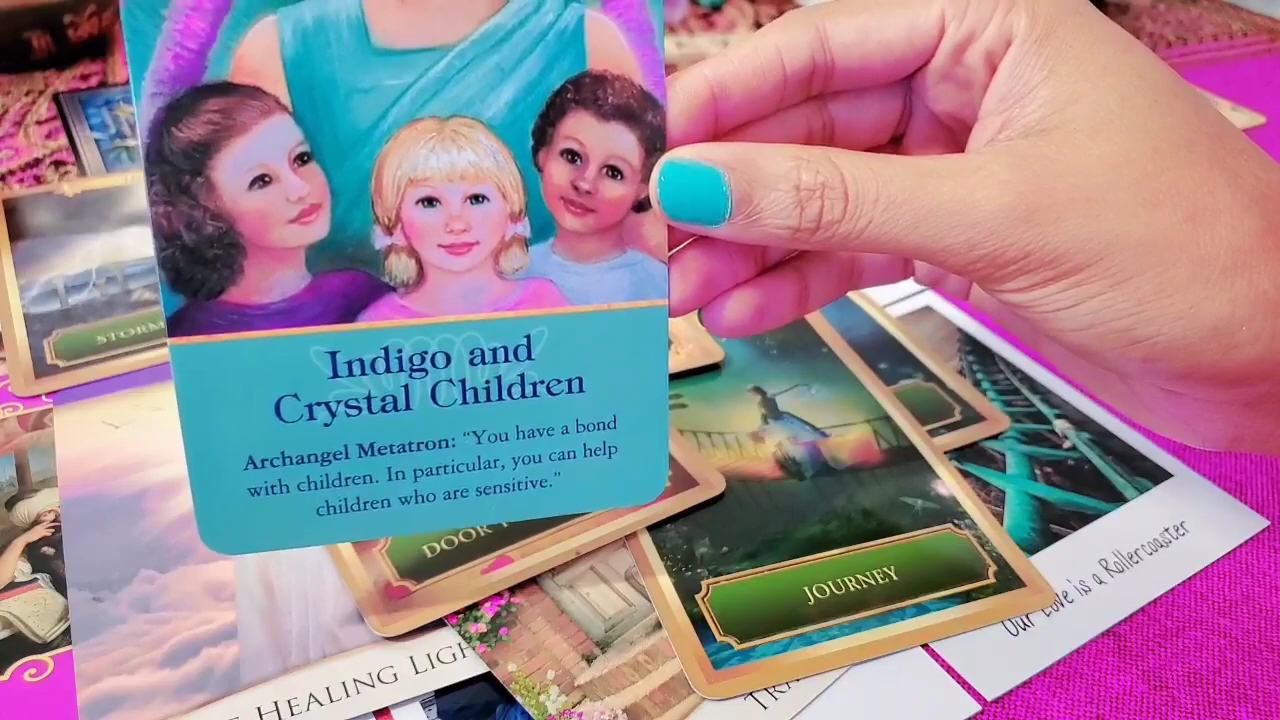 Indigo and
Crystal Children
Archangel Metatron: “You have a bond
with children. In particular, you can help
children who are sensitive.”
STORM
DOOR
JOURNEY
Our Love is a Rollercoaster
HEALING LIGH
TRA